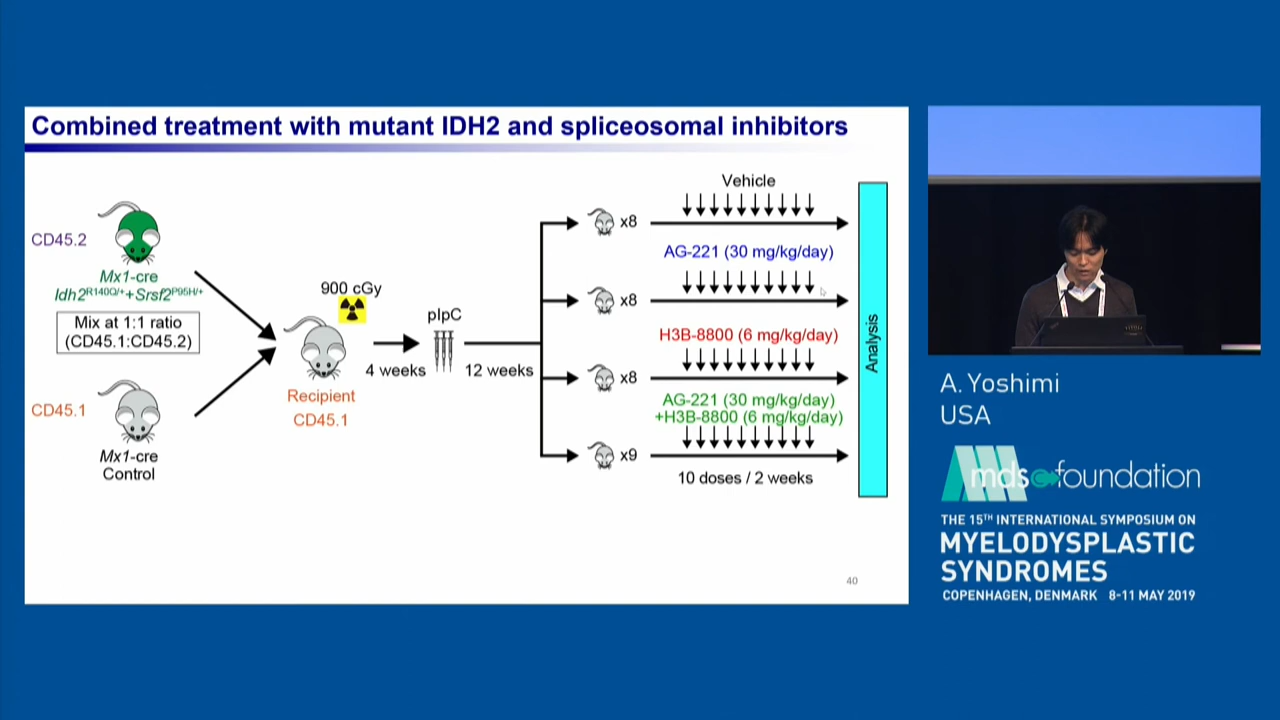 Combined treatment with mutant IDH2 and spliceosomal inhibitors
CD45.2
Mx1-cre
Idh2R140Q/++Srsf2P95H/+
Mix at 1:1 ratio
(CD45.1:CD45.2)
CD45.1
Mx1-cre
Control
900 cGy
Recipient
CD45.1
4 weeks
pIpC
12 weeks
x8
Vehicle
x8
AG-221 (30 mg/kg/day)
x8
H3B-8800 (6 mg/kg/day)
x9
AG-221 (30 mg/kg/day)
+H3B-8800 (6 mg/kg/day)
10 doses / 2 weeks
Analysis
40
A. Yoshimi
USA
mds foundation
THE 15TH INTERNATIONAL SYMPOSIUM ON
MYELODYSPLASTIC
SYNDROMES
COPENHAGEN, DENMARK 8-11 MAY 2019